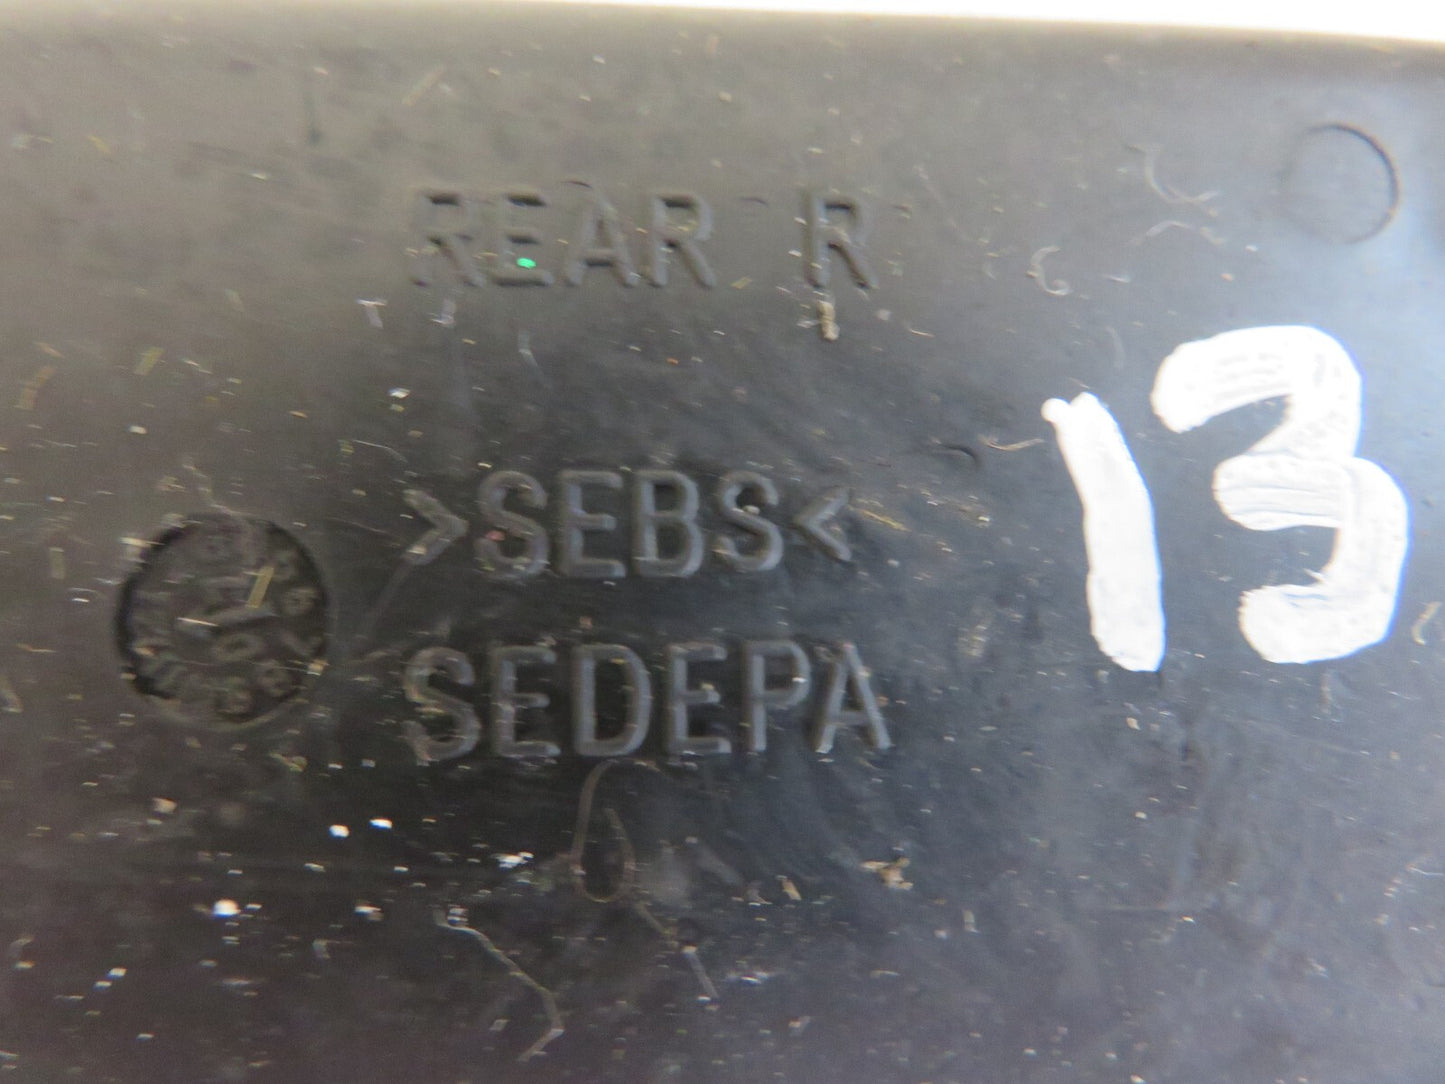 REAR R
13
>SEBS<
SEDEPA